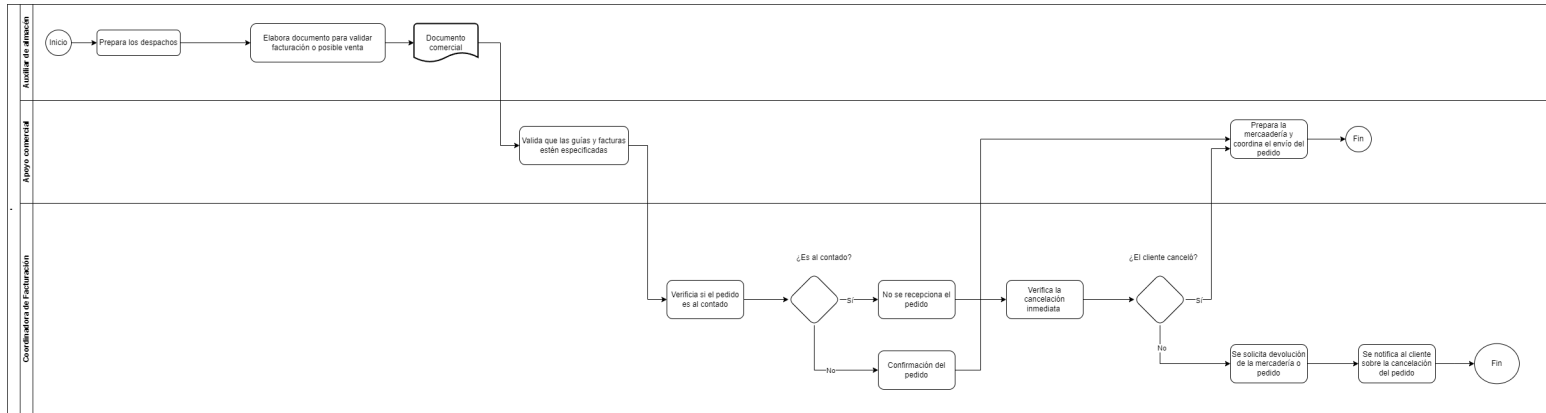 Auxiliar de almacén
Inicio
Prepara los despachos
Elabora documento para validar
facturación o posible venta
Documento
comercial
Apoyo comercial
Valida que las guías y facturas
estén especificadas
Prepara la
mercaadería y
coordina el envío del
pedido
Fin
Coordinadora de Facturación
Verificia si el pedido
es al contado
¿Es al contado?
Sí
No
No se recepciona el
pedido
Confirmación del
pedido
Verifica la
cancelación
inmediata
¿El cliente canceló?
Sí
No
Se solicita devolución
de la mercadería o
pedido
Se notifica al cliente
sobre la cancelación
del pedido
Fin